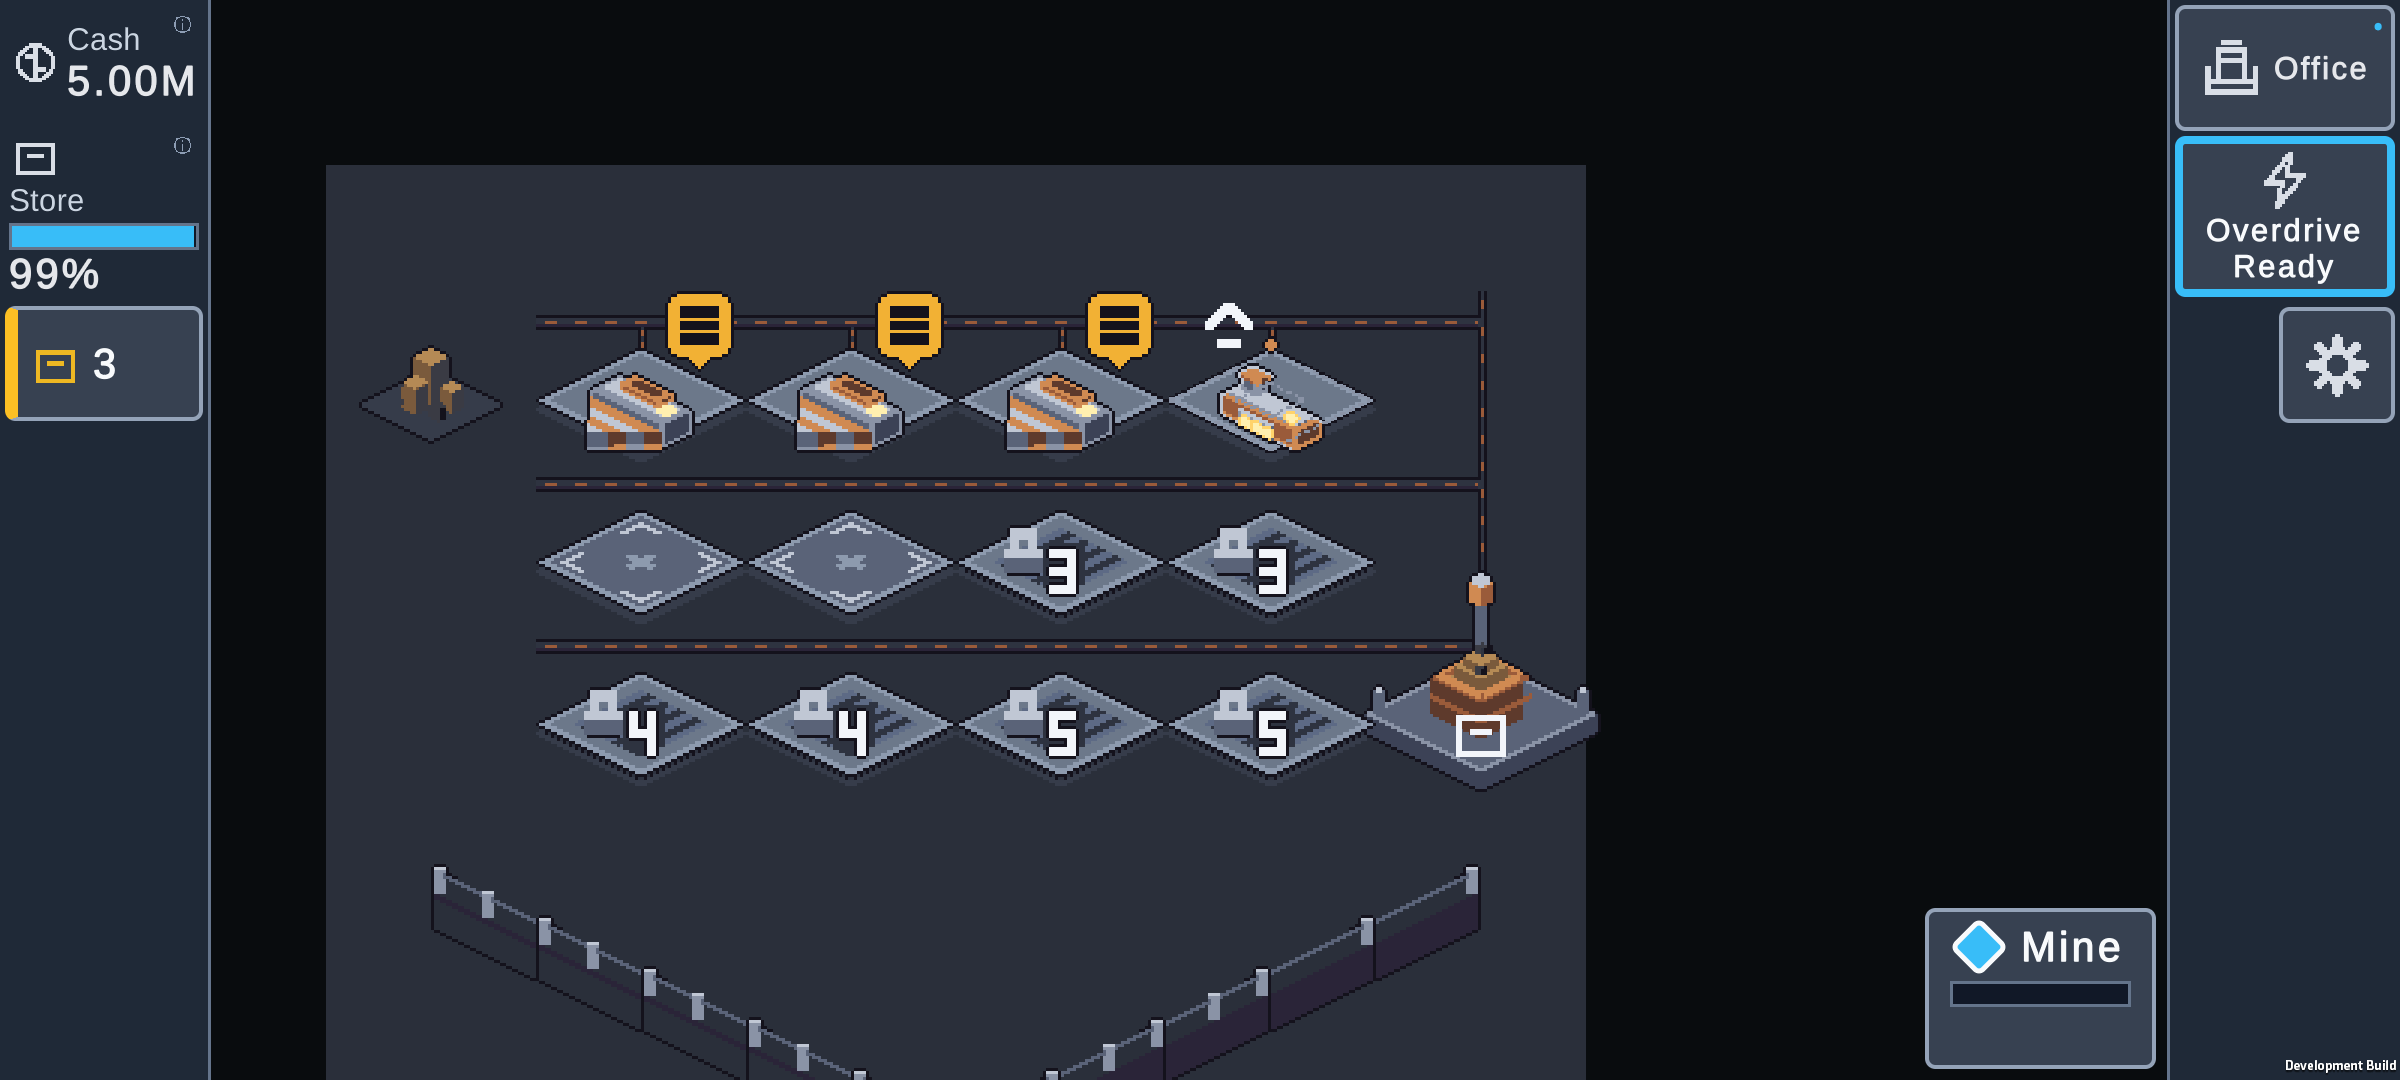 Cash
5.00M
Store
99%
3
Office
Overdrive
Ready
3
3
4
4
5
5
Mine
Development Build